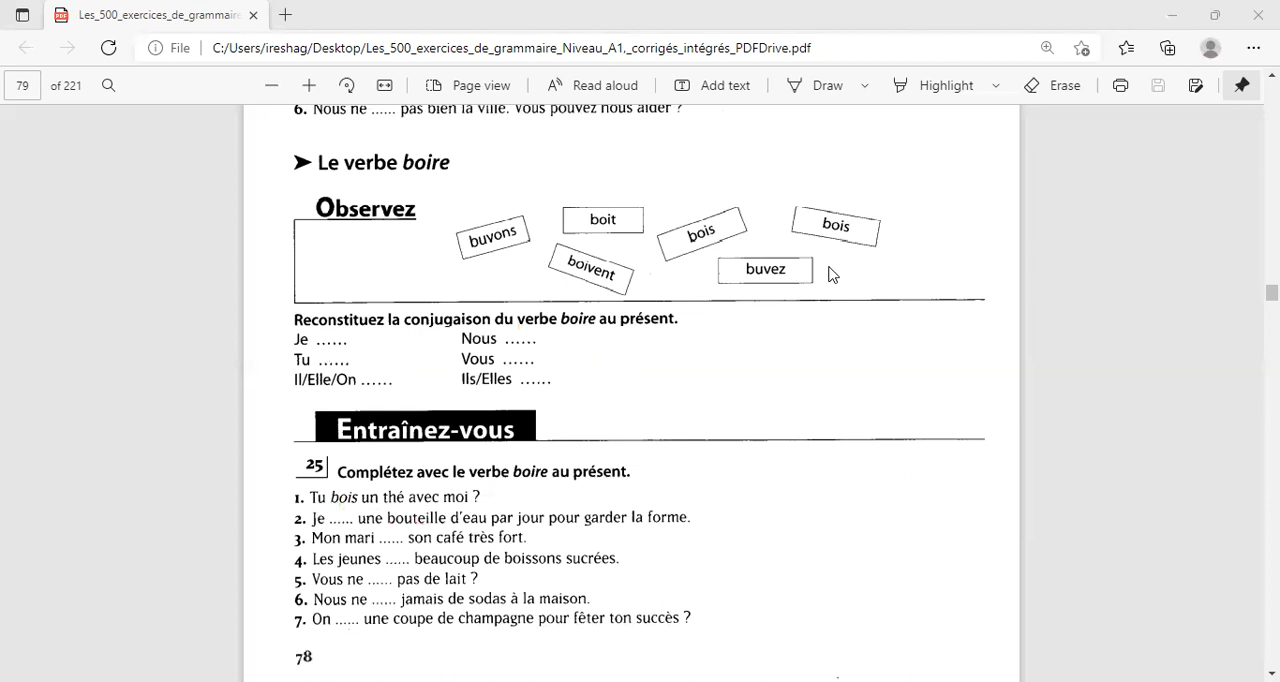 Les_500_exercices_de_grammaire
File C:/Users/ireshag/Desktop/Les_500_exercices_de_grammaire_Niveau_A1,_corrigés_intégrés_PDFDrive.pdf
79 of 221 Page view Read aloud Add text Draw Highlight Erase
6. Nous ne ...... pas bien la ville. Vous pouvez nous aider ?
➤ Le verbe boire
Observez
buvons boit bois bois
boivent buvez
Reconstituez la conjugaison du verbe boire au présent.
Je ...... Nous ......
Tu ...... Vous ......
Il/Elle/On ...... Ils/Elles ......
Entraînez-vous
25 Complétez avec le verbe boire au présent.
1. Tu bois un thé avec moi ?
2. Je ...... une bouteille d'eau par jour pour garder la forme.
3. Mon mari ...... son café très fort.
4. Les jeunes ...... beaucoup de boissons sucrées.
5. Vous ne ...... pas de lait ?
6. Nous ne ...... jamais de sodas à la maison.
7. On ...... une coupe de champagne pour fêter ton succès ?
78